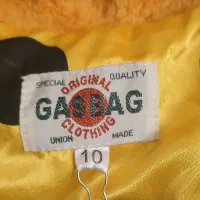 ORIGINAL
SPECIAL QUALITY
GASBAG
CLOTHING
UNION MADE
10